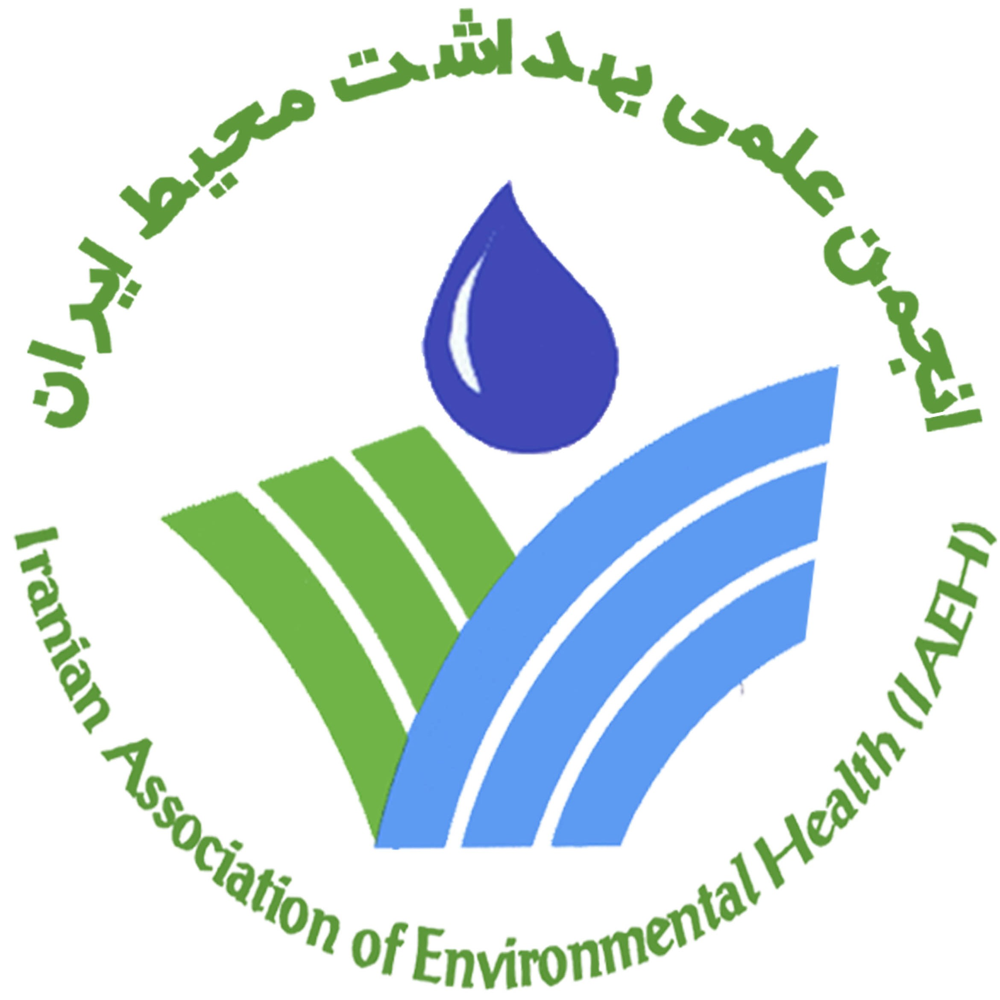 انجمن علمی بهداشت محیط ایران
Iranian Association of Environmental Health (IAEH)